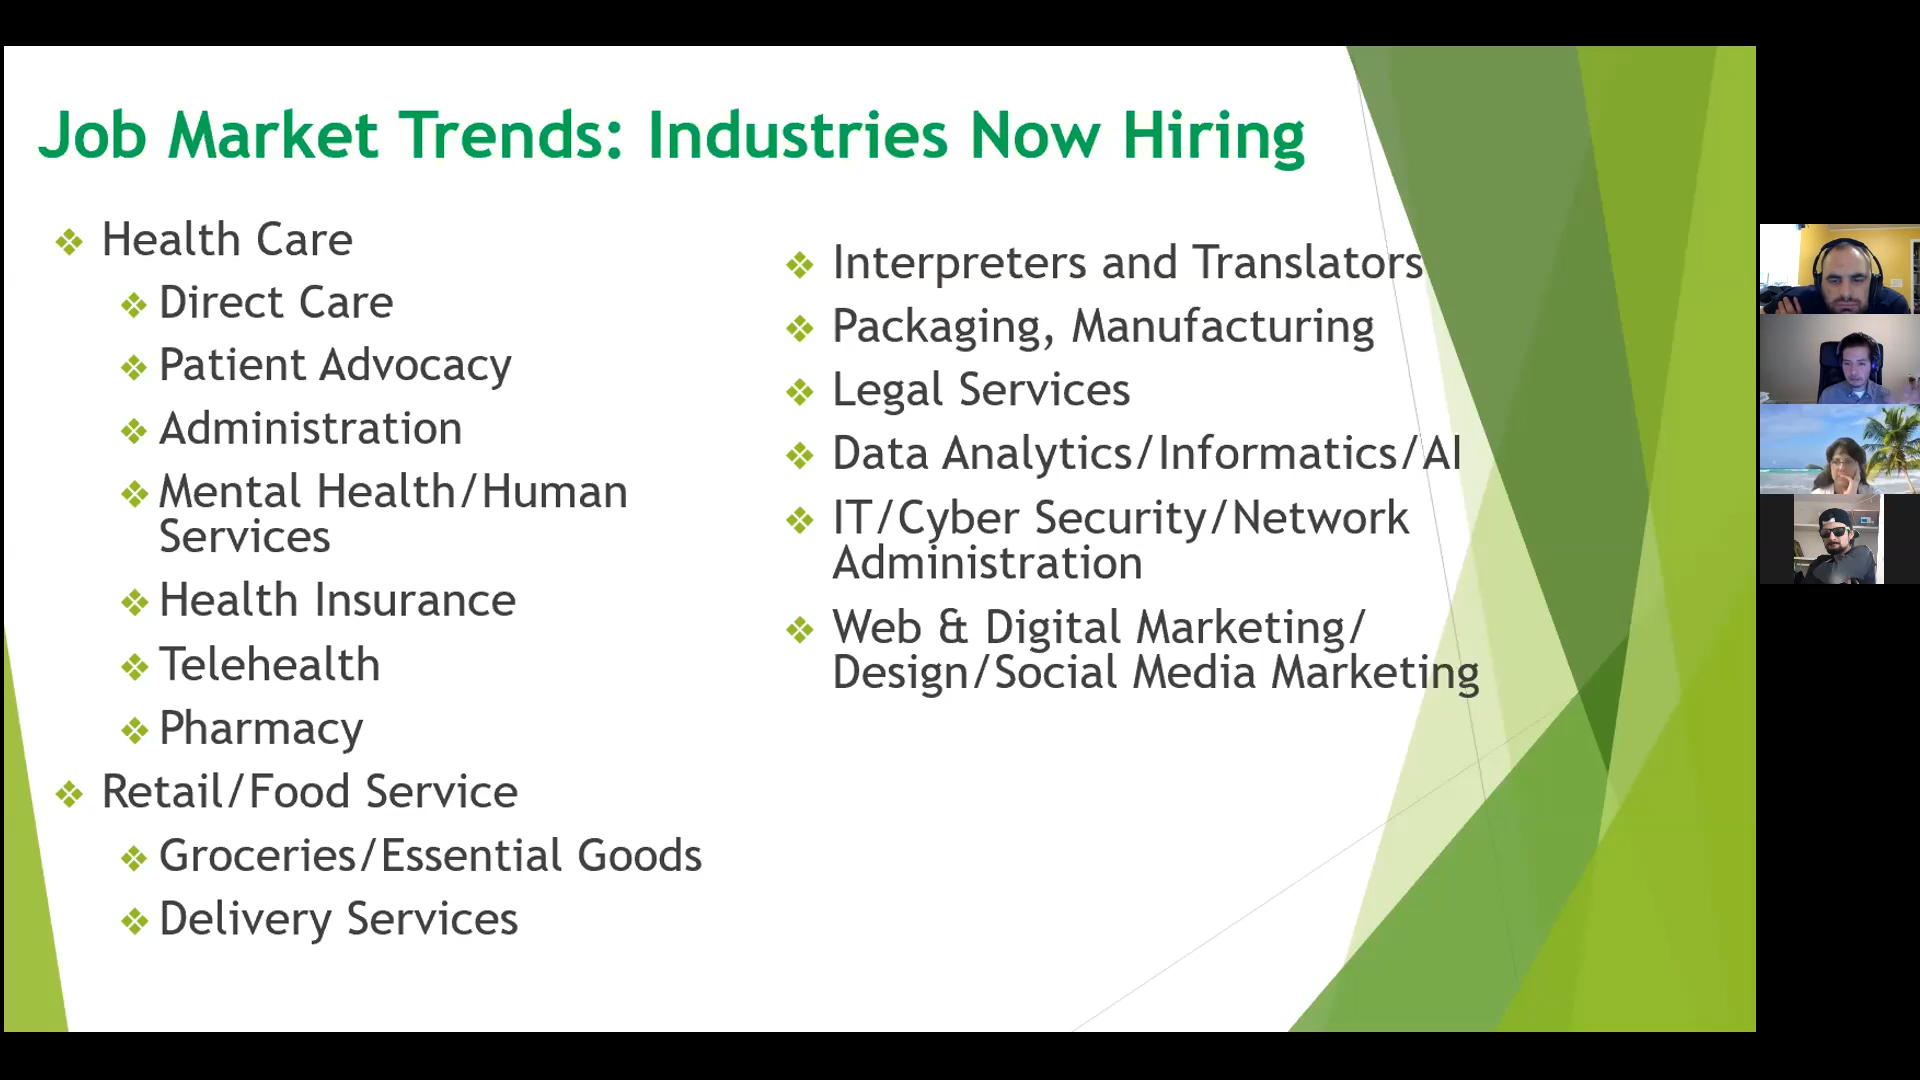 Job Market Trends: Industries Now Hiring
Health Care
Direct Care
Patient Advocacy
Administration
Mental Health/Human
Services
Health Insurance
Telehealth
Pharmacy
Retail/Food Service
Groceries/Essential Goods
Delivery Services
Interpreters and Translators
Packaging, Manufacturing
Legal Services
Data Analytics/Informatics/AI
IT/Cyber Security/Network
Administration
Web & Digital Marketing/
Design/Social Media Marketing